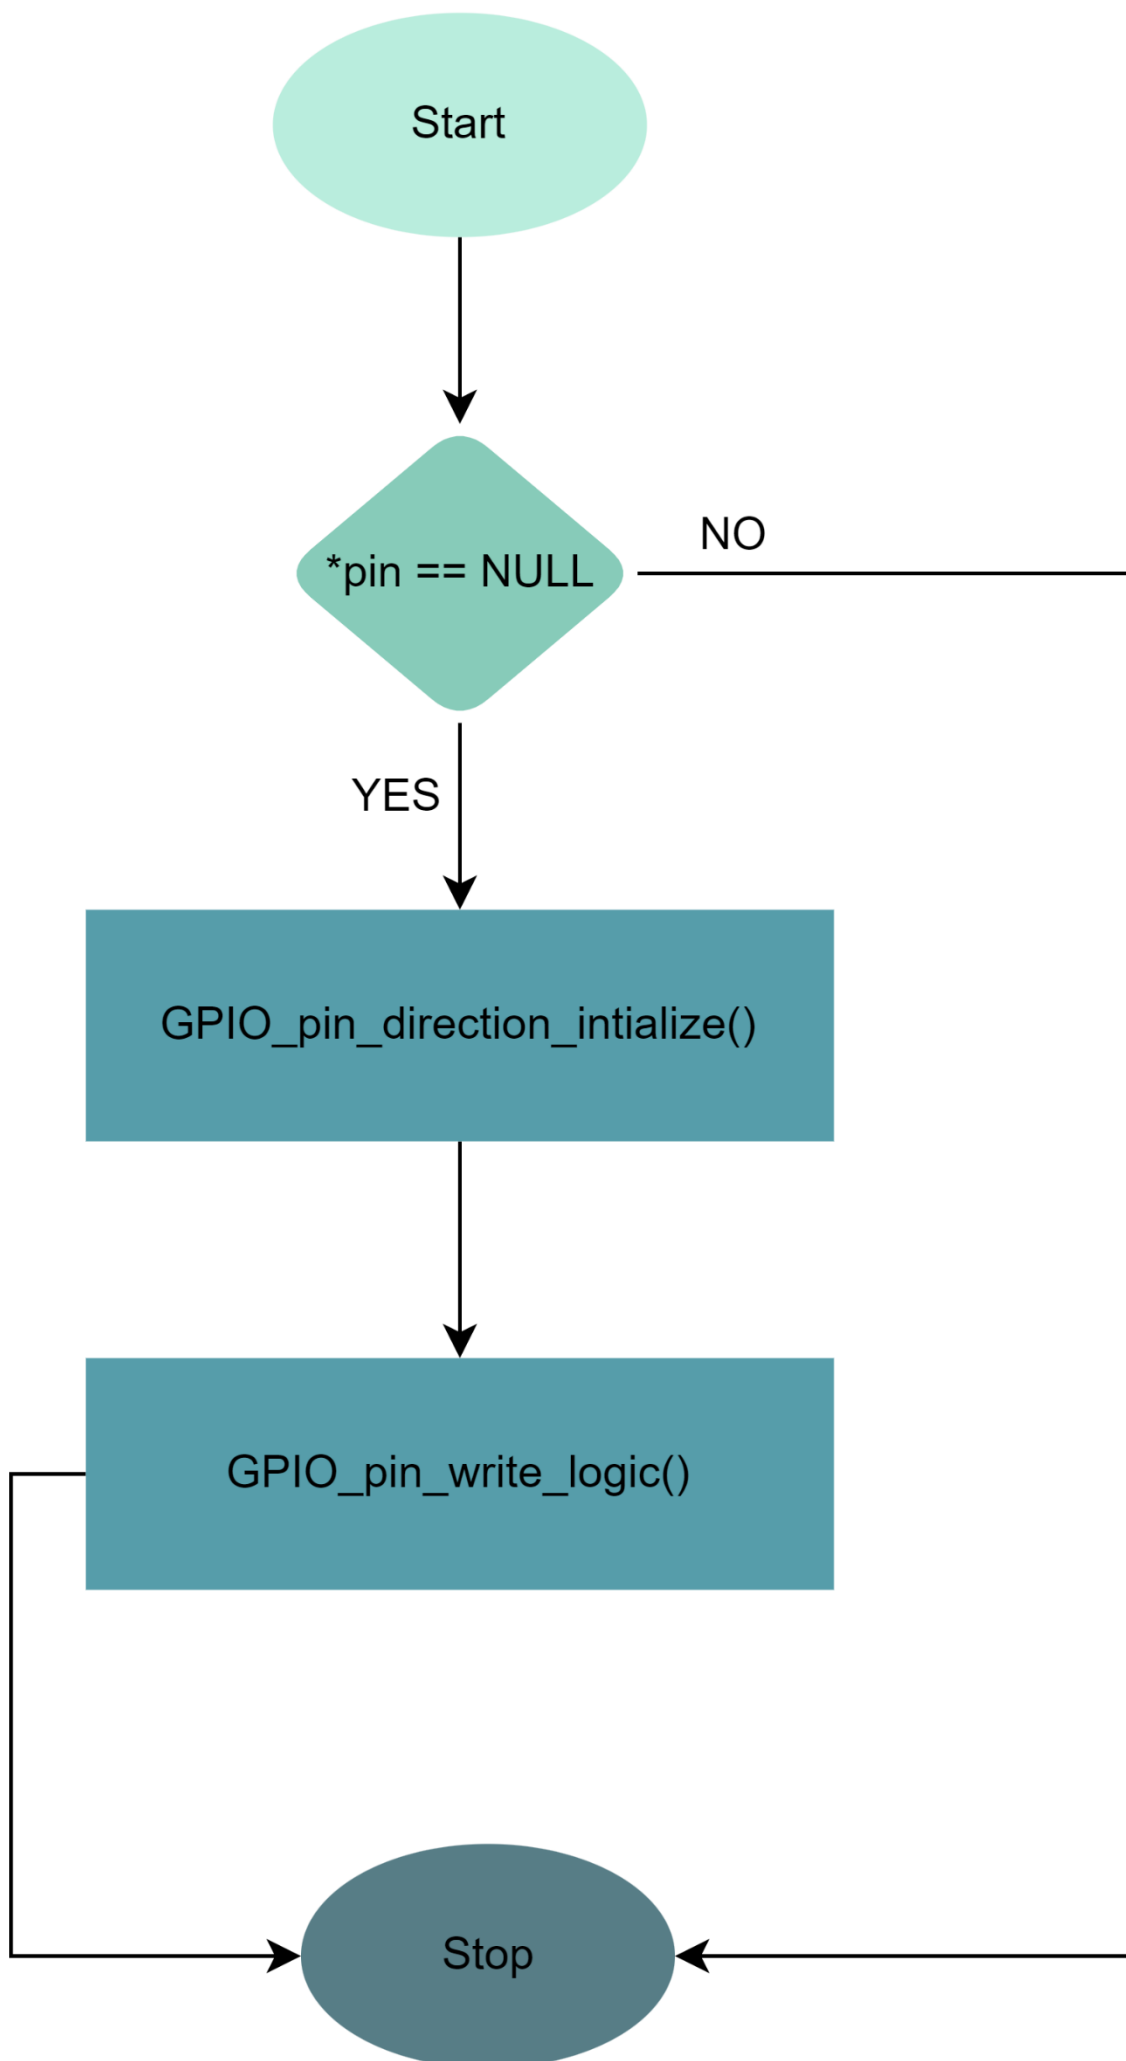 Start
*pin == NULL
NO
YES
GPIO_pin_direction_intialize()
GPIO_pin_write_logic()
Stop